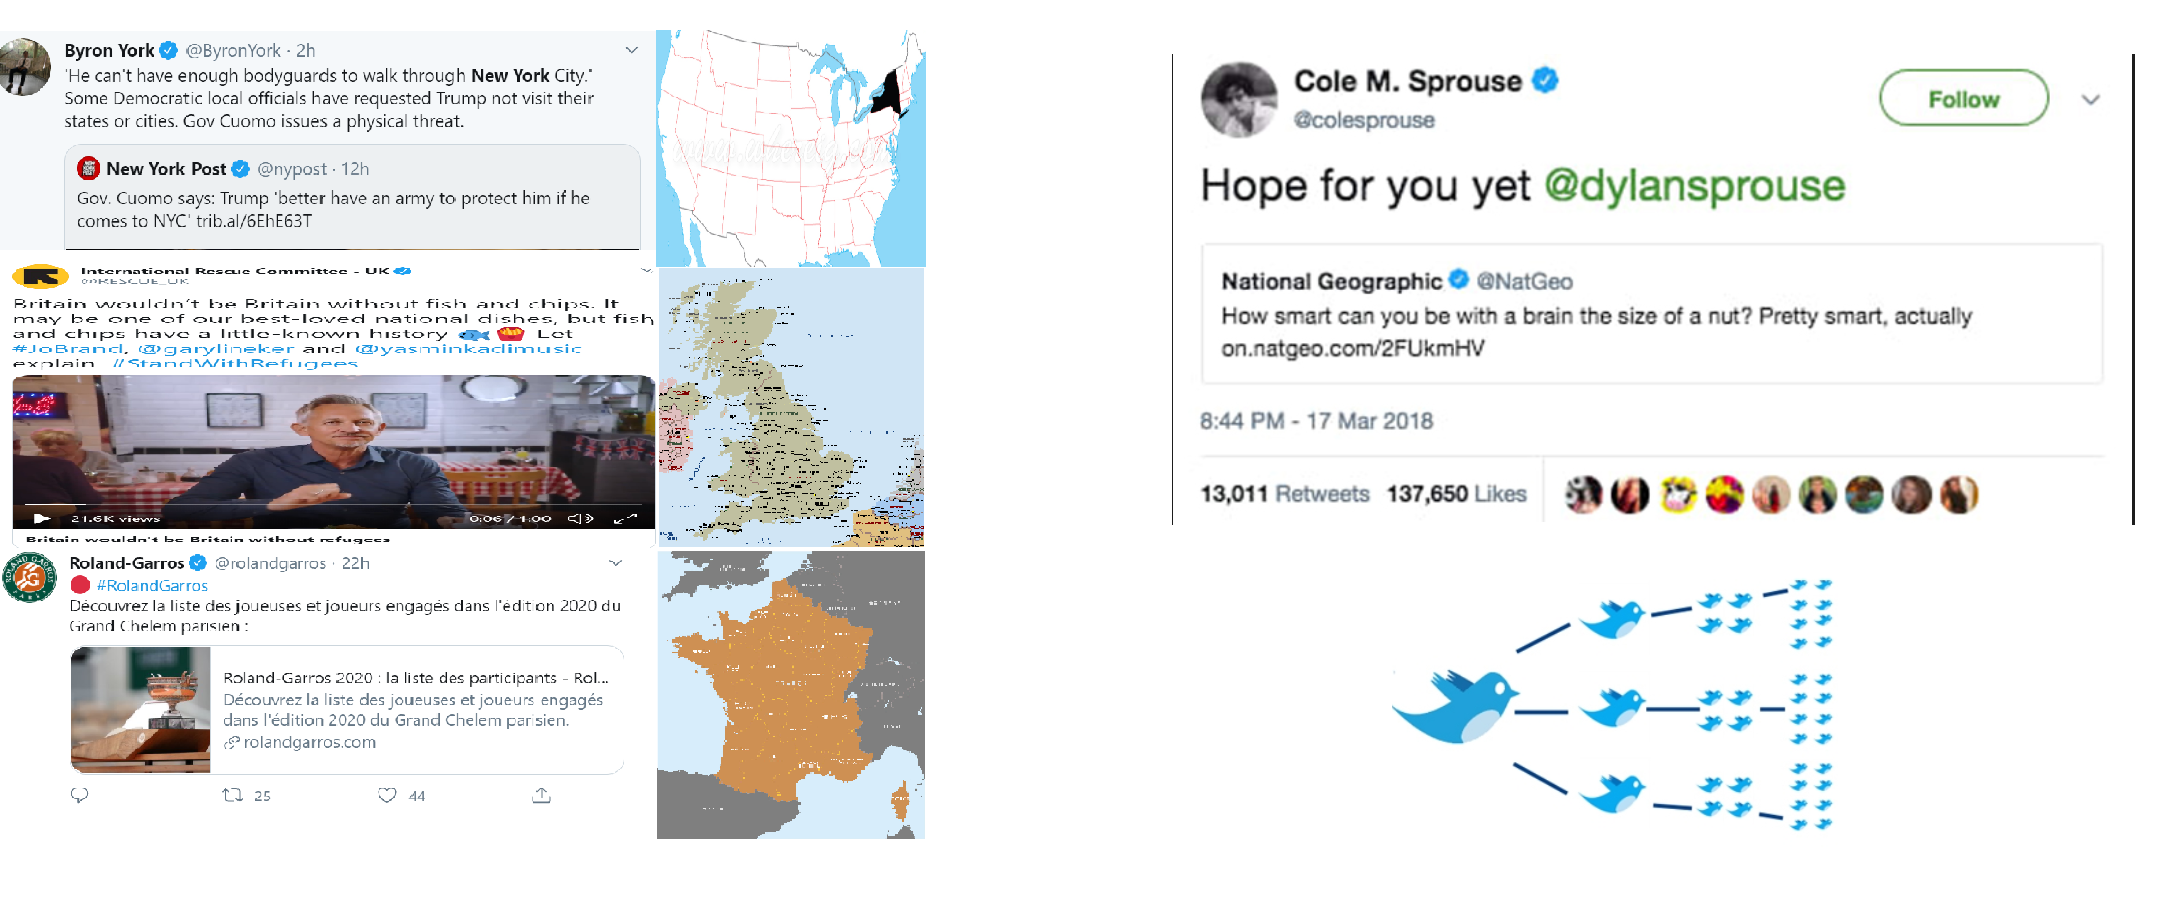 Byron York @ByronYork · 2h
'He can't have enough bodyguards to walk through New York City.'
Some Democratic local officials have requested Trump not visit their
states or cities. Gov Cuomo issues a physical threat.
New York Post @nypost · 12h
Gov. Cuomo says: Trump 'better have an army to protect him if he
comes to NYC' trib.al/6EhE63T
International Rescue Committee - UK
@RESCUE_UK
Britain wouldn't be Britain without fish and chips. It
may be one of our best-loved national dishes, but fish
and chips have a little-known history 🐟 🍟 Let
#JoBrand, @garylineker and @yasminkadimusic
explain. #StandWithRefugees
21.6K views
0:06 / 1:00
Britain wouldn't be Britain without refugees
Roland-Garros @rolandgarros · 22h
#RolandGarros
Découvrez la liste des joueuses et joueurs engagés dans l'édit on 2020 du
Grand Chelem parisien :
Roland-Garros 2020 : la liste des participants - Rol...
Découvrez la liste des joueuses et joueurs engagés
dans l'édition 2020 du Grand Chelem parisien.
rolandgarros.com
25
44
Cole M. Sprouse
@colesprouse
Follow
Hope for you yet @dylansprouse
National Geographic @NatGeo
How smart can you be with a brain the size of a nut? Pretty smart, actually
on.natgeo.com/2FUkmHV
8:44 PM - 17 Mar 2018
13,011 Retweets 137,650 Likes